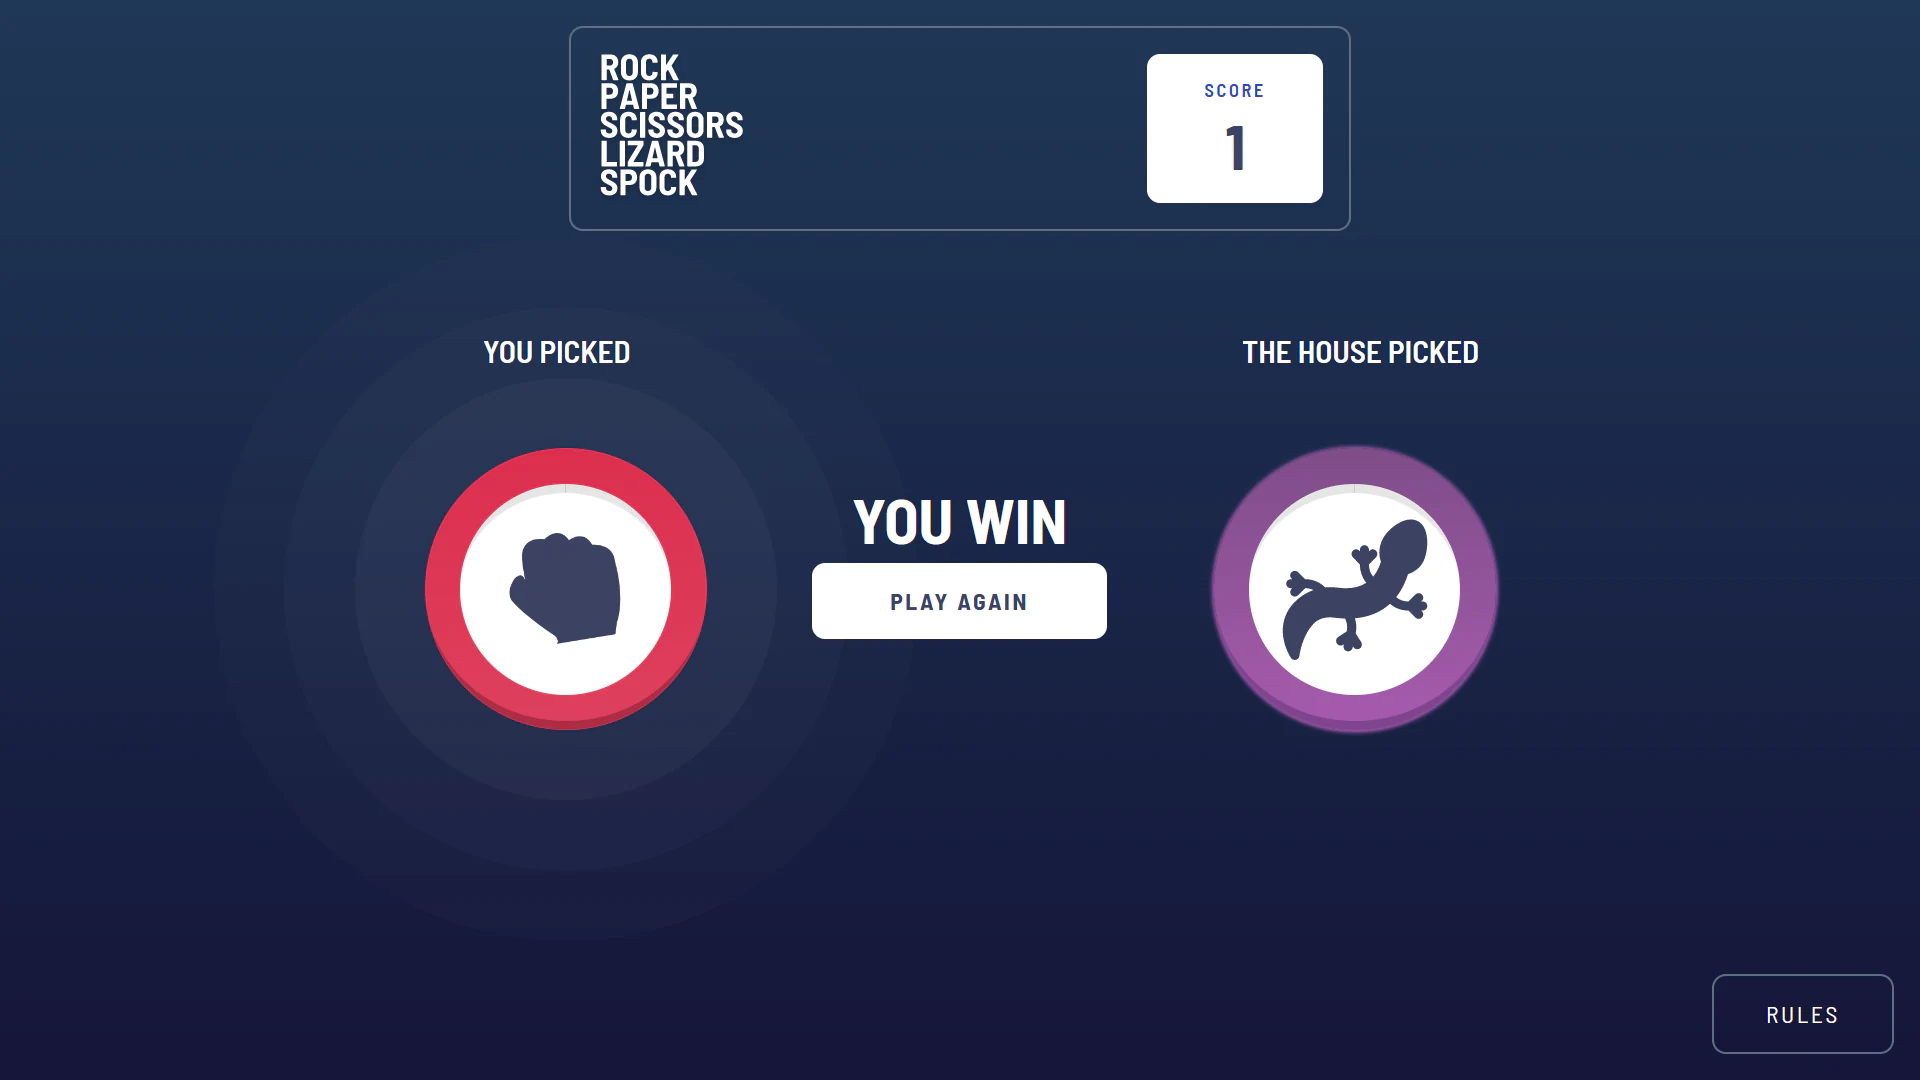 ROCK
PAPER
SCISSORS
LIZARD
SPOCK
SCORE
1
YOU PICKED
THE HOUSE PICKED
YOU WIN
PLAY AGAIN
RULES